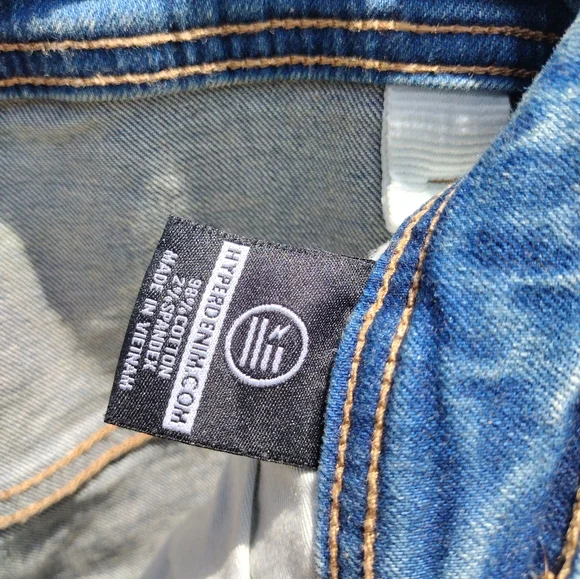 HYPERDENIM.COM
98% COTTON
2% SPANDEX
MADE IN VIETNAM